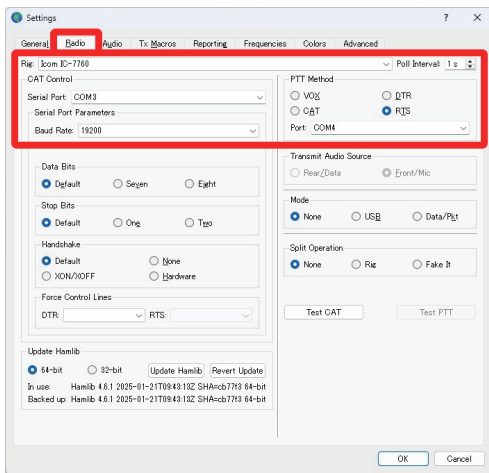 Settings
General Radio Audio Tx Macros Reporting Frequencies Colors Advanced
Rig: Icom IC-7760 Poll Interval: 1 s
CAT Control
Serial Port: COM3
Serial Port Parameters
Baud Rate: 19200
Data Bits
Default Seven Eight
Stop Bits
Default One Two
Handshake
Default None
XON/XOFF Hardware
Force Control Lines
DTR: RTS:
PTT Method
VOX DTR
CAT RTS
Port: COM4
Transmit Audio Source
Rear/Data Front/Mic
Mode
None USB Data/Pkt
Split Operation
None Rig Fake It
Test CAT Test PTT
Update Hamlib
64-bit 32-bit Update Hamlib Revert Update
In use: Hamlib 4.6.1 2025-01-21T09:43:13Z SHA=cb77f3 64-bit
Backed up: Hamlib 4.6.1 2025-01-21T09:43:13Z SHA=cb77f3 64-bit
OK Cancel